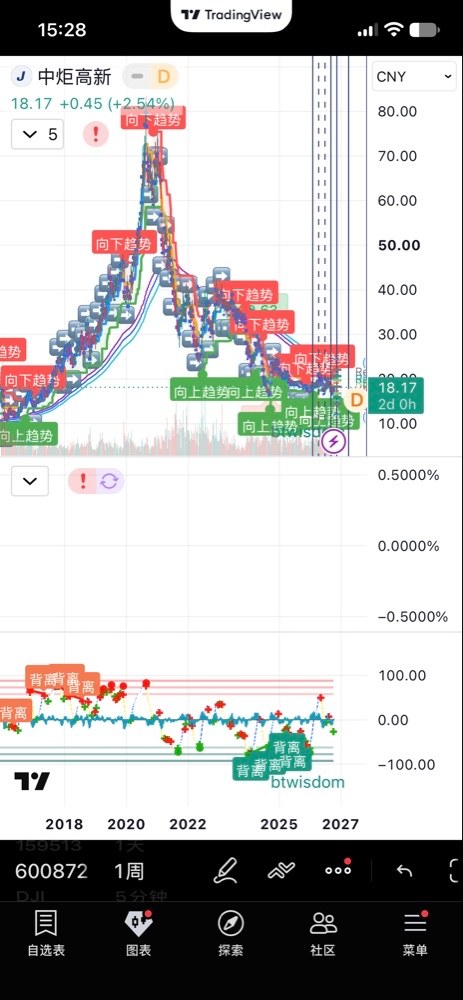 15:28
TradingView
J 中炬高新 D
CNY
18.17 +0.45 (+2.54%)
5
向下趋势
80.00
70.00
60.00
向下趋势
50.00
40.00
向下趋势
向下趋势
30.00
向下趋势
向下趋势
向下趋势
18.17
2d 0h
D
向上趋势
向上趋势
向上趋势
向上趋势
向上趋势
向上趋势
10.00
0.5000%
0.0000%
−0.5000%
背离
背离
背离
背离
100.00
0.00
背离
背离
背离
背离
−100.00
btwisdom
2018 2020 2022 2025 2027
159513 1天
600872 1周
DJI 5分钟
自选表 图表 探索 社区 菜单